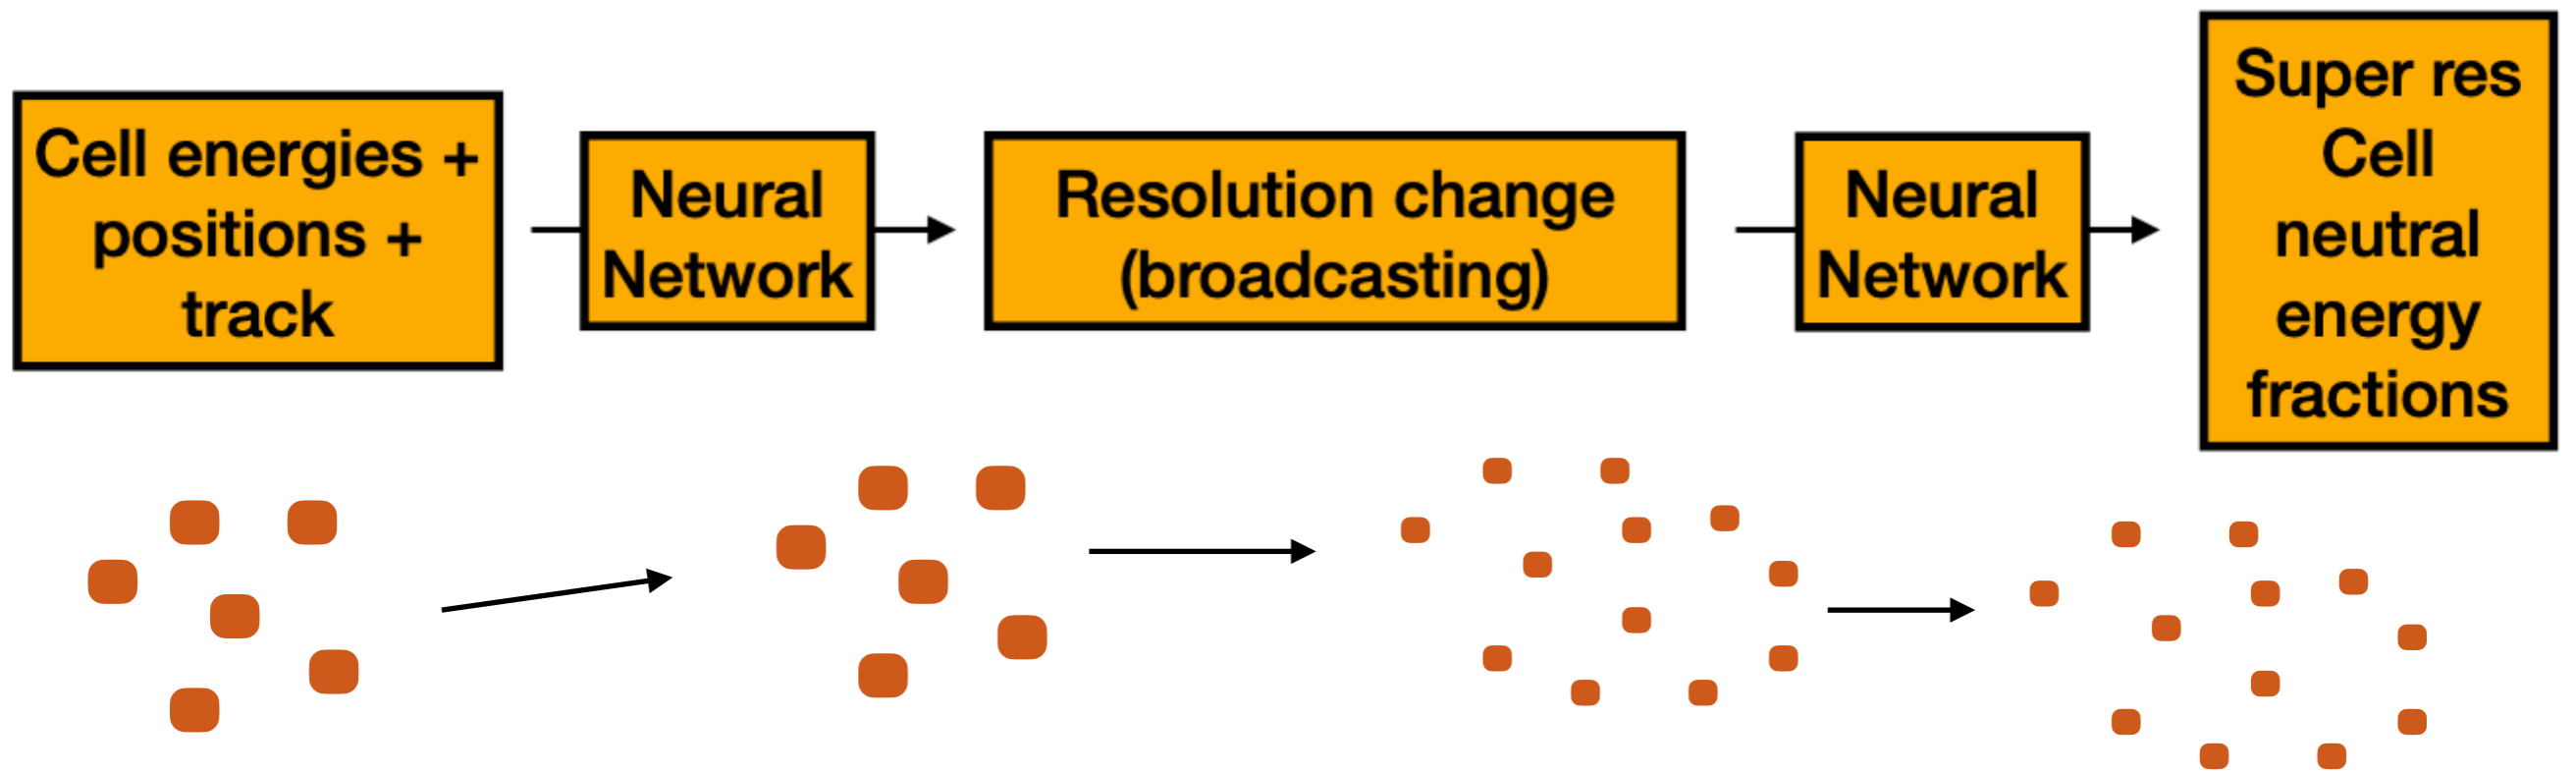 Cell energies +
positions +
track
Neural
Network
Resolution change
(broadcasting)
Neural
Network
Super res
Cell
neutral
energy
fractions